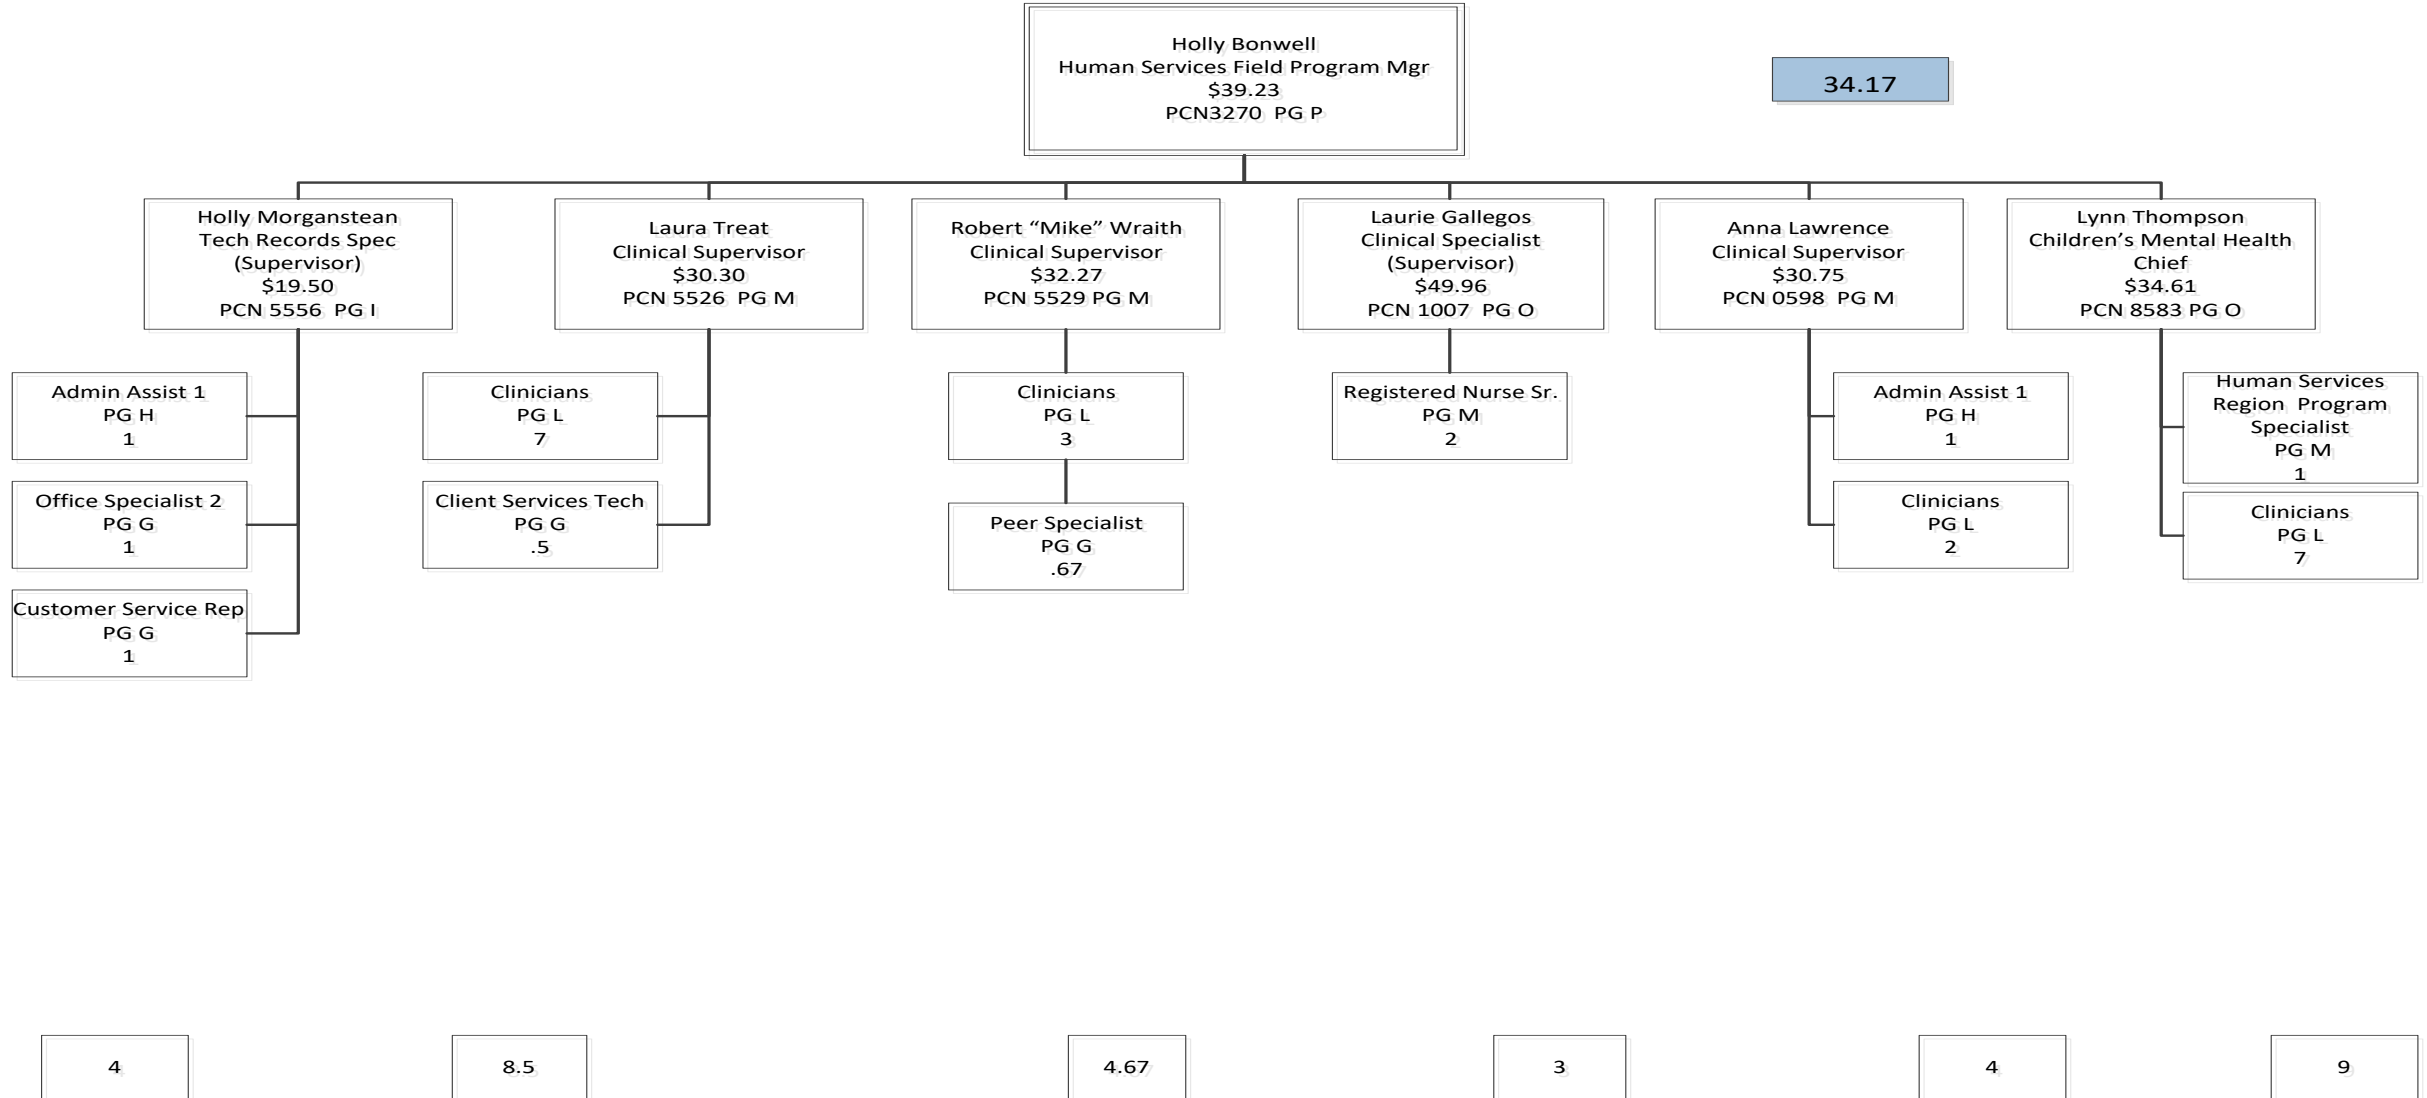 Holly Bonwell
Human Services Field Program Mgr
$39.23
PCN3270 PG P
34.17
Holly Morganstean
Tech Records Spec
(Supervisor)
$19.50
PCN 5556 PG I
Laura Treat
Clinical Supervisor
$30.30
PCN 5526 PG M
Robert “Mike” Wraith
Clinical Supervisor
$32.27
PCN 5529 PG M
Laurie Gallegos
Clinical Specialist
(Supervisor)
$49.96
PCN 1007 PG O
Anna Lawrence
Clinical Supervisor
$30.75
PCN 0598 PG M
Lynn Thompson
Children’s Mental Health
Chief
$34.61
PCN 8583 PG O
Admin Assist 1
PG H
1
Office Specialist 2
PG G
1
Customer Service Rep
PG G
1
Clinicians
PG L
7
Client Services Tech
PG G
.5
Clinicians
PG L
3
Peer Specialist
PG G
.67
Registered Nurse Sr.
PG M
2
Admin Assist 1
PG H
1
Clinicians
PG L
2
Human Services
Region Program
Specialist
PG M
1
Clinicians
PG L
7
4
8.5
4.67
3
4
9